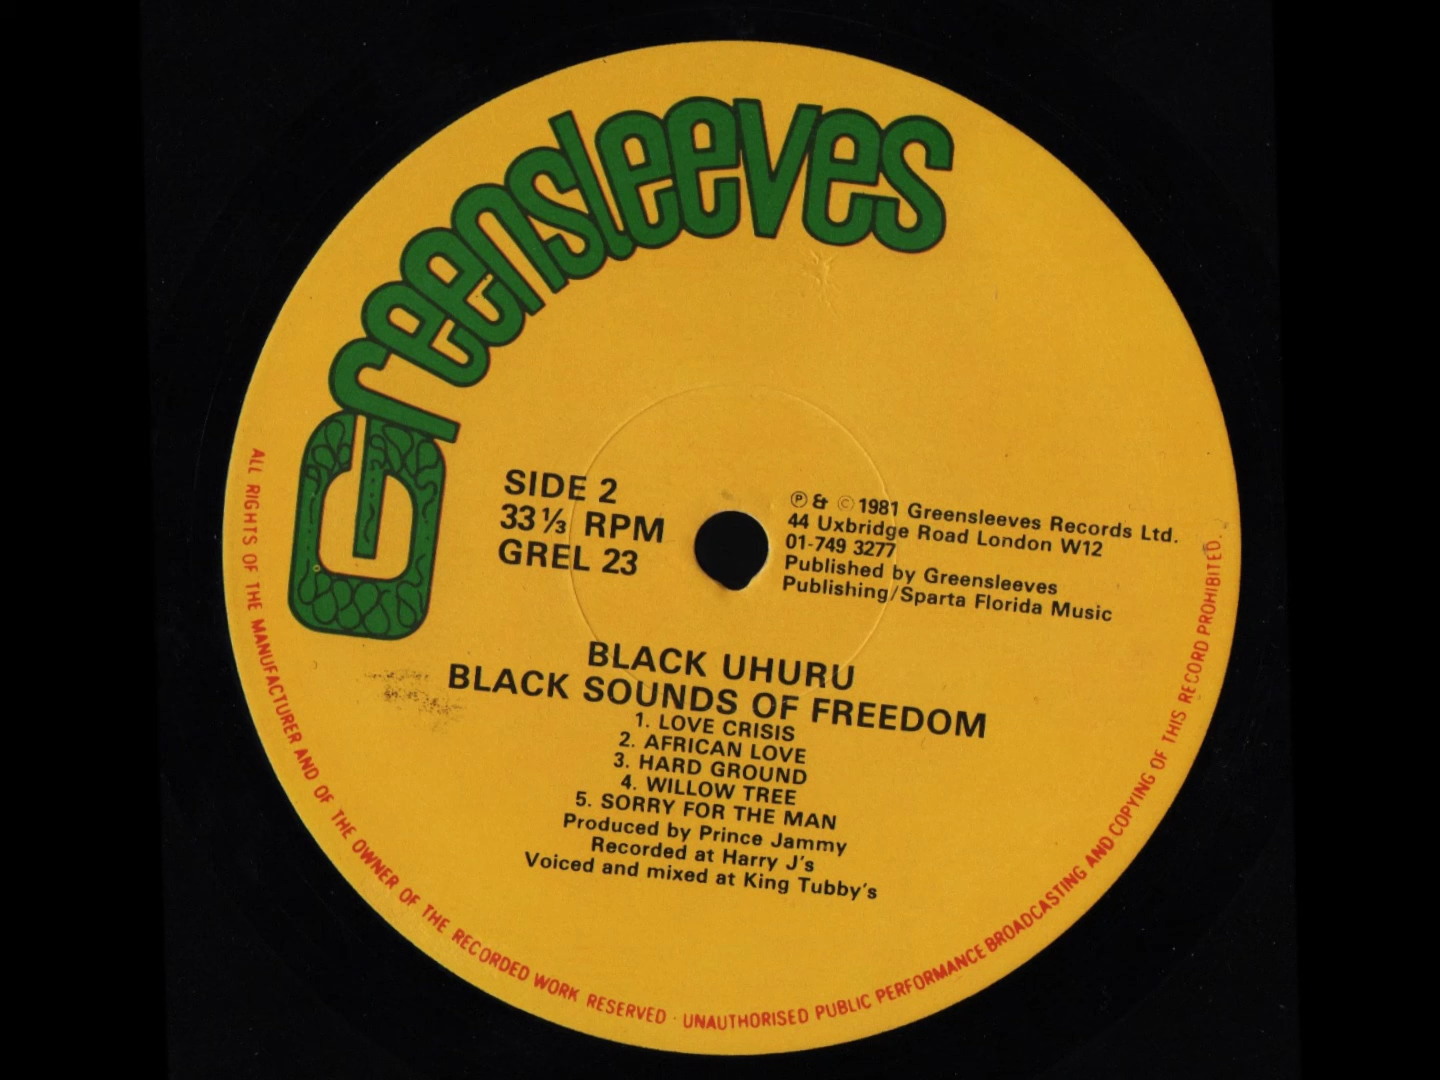 Greensleeves
SIDE 2
33⅓ RPM
GREL 23
℗ & © 1981 Greensleeves Records Ltd.
44 Uxbridge Road London W12
01-749 3277
Published by Greensleeves
Publishing/Sparta Florida Music
BLACK UHURU
BLACK SOUNDS OF FREEDOM
1. LOVE CRISIS
2. AFRICAN LOVE
3. HARD GROUND
4. WILLOW TREE
5. SORRY FOR THE MAN
Produced by Prince Jammy
Recorded at Harry J's
Voiced and mixed at King Tubby's
ALL RIGHTS OF THE MANUFACTURER AND OF THE OWNER OF THE RECORDED WORK RESERVED · UNAUTHORISED PUBLIC PERFORMANCE BROADCASTING AND COPYING OF THIS RECORD PROHIBITED.